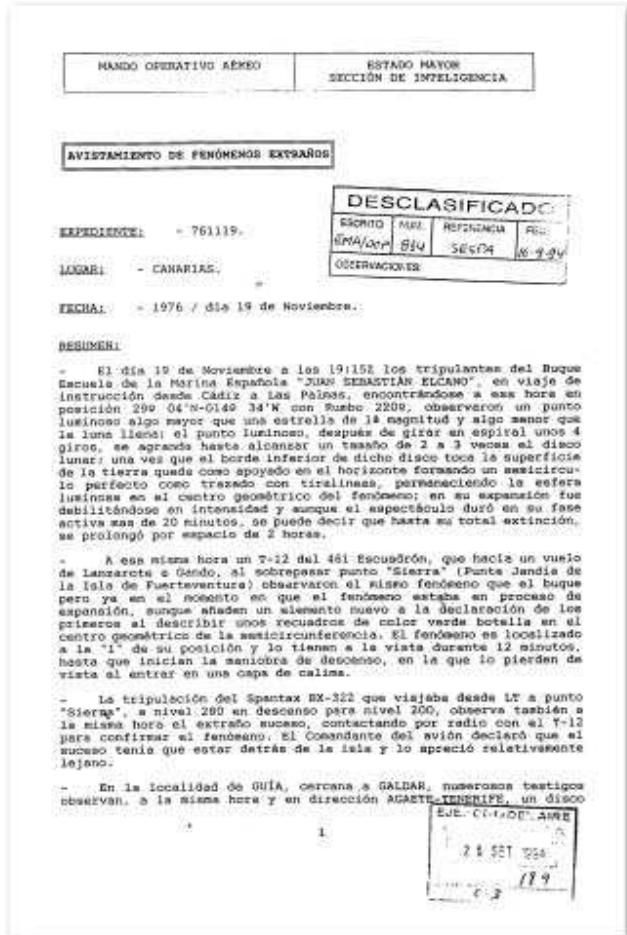 MANDO OPERATIVO AÉREO
ESTADO MAYOR
SECCIÓN DE INTELIGENCIA
AVISTAMIENTO DE FENÓMENOS EXTRAÑOS
DESCLASIFICADO
ESCRITO NUM. REFERENCIA
EMA/ 834 SESPA
OBSERVACIONES
EXPEDIENTE: - 761119.
LUGAR: - CANARIAS.
FECHA: - 1976 / día 19 de Noviembre.
RESUMEN:
- El día 19 de Noviembre a las 19:15Z los tripulantes del Buque
Escuela de la Marina Española "JUAN SEBASTIÁN ELCANO", en viaje de
instrucción desde Cádiz a Las Palmas, encontrándose a esa hora en
posición 29º 04'N-014º 34'W con Rumbo 220º, observaron un punto
luminoso algo mayor que una estrella de 1ª magnitud y algo menor que
la luna llena; el punto luminoso, después de girar en espiral unos 4
giros, se agranda hasta alcanzar un tamaño de 2 a 3 veces el disco
lunar; una vez que el borde inferior de dicho disco toca la superficie
de la tierra queda como apoyado en el horizonte formando un semicircu-
lo perfecto como trazado con tiralíneas, permaneciendo la esfera
luminosa en el centro geométrico del fenómeno; en su expansión fue
debilitándose en intensidad y aunque el espectáculo duró en su fase
activa mas de 20 minutos, se puede decir que hasta su total extinción,
se prolongó por espacio de 2 horas.
- A esa misma hora un T-12 del 461 Escuadrón, que hacía un vuelo
de Lanzarote a Gando, al sobrepasar punto "Sierra" (Punta Jandía de
la isla de Fuerteventura) observaron el mismo fenómeno que el buque
pero ya en el momento en que el fenómeno estaba en proceso de
expansión, aunque añaden un elemento nuevo a la declaración de los
primeros al describir unos recuadros de color verde botella en el
centro geométrico de la semicircunferencia. El fenómeno es localizado
a la "1" de su posición y lo tienen a la vista durante 12 minutos,
hasta que inician la maniobra de descenso, en la que lo pierden de
vista al entrar en una capa de calima.
- La tripulación del Spantax BX-322 que viajaba desde LT a punto
"Sierra", a nivel 280 en descenso para nivel 200, observa también a
la misma hora el extraño suceso, contactando por radio con el T-12
para confirmar el fenómeno. El Comandante del avión declaró que el
suceso tenía que estar detrás de la isla y lo apreció relativamente
lejano.
- En la localidad de GUÍA, cercana a GALDAR, numerosos testigos
observan, a la misma hora y en dirección AGAETE-TENERIFE, un disco
1
AIRE
SET 1994
189